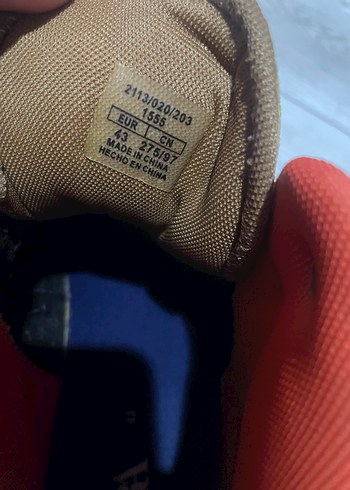 2113/020/203
1555
EUR CN
43 275/97
MADE IN CHINA
HECHO EN CHINA